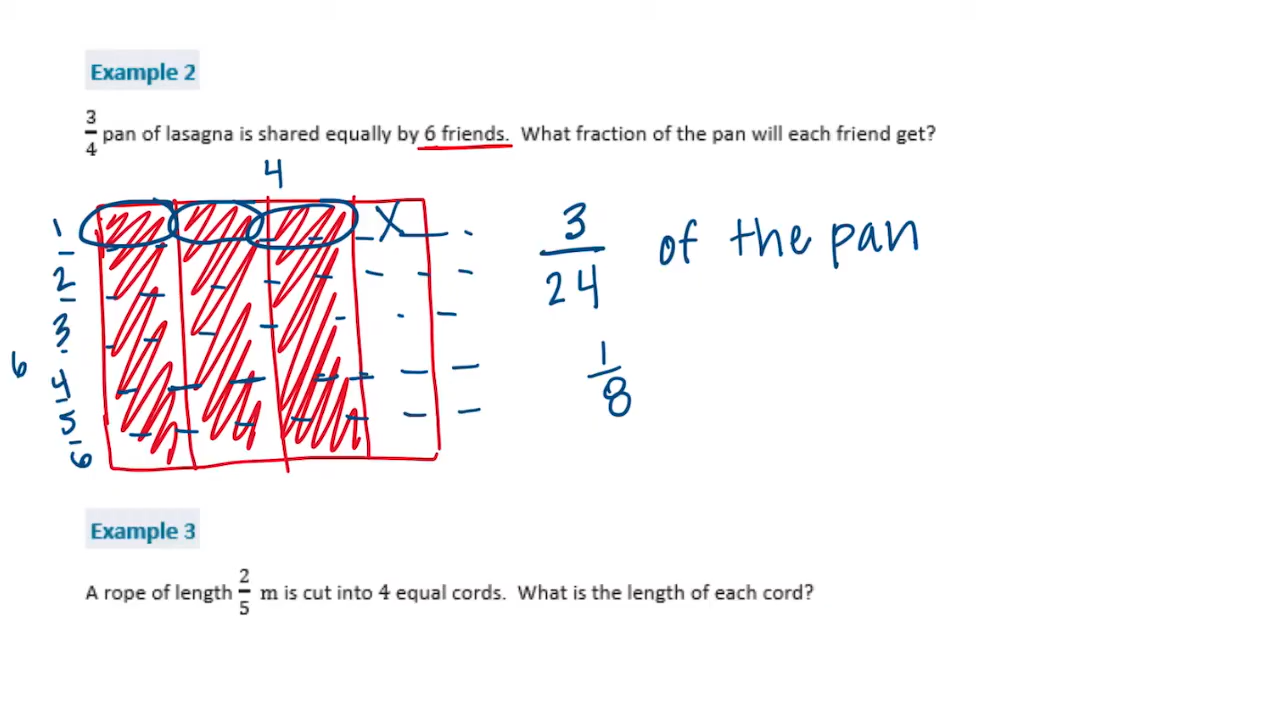 Example 2
3/4 pan of lasagna is shared equally by 6 friends. What fraction of the pan will each friend get?
4
1
2
3
6
4
5
6
X
3/24 of the pan
1/8
Example 3
A rope of length 2/5 m is cut into 4 equal cords. What is the length of each cord?